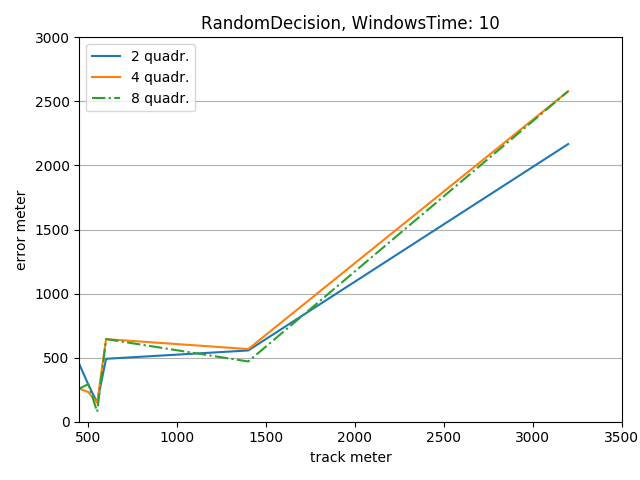 RandomDecision, WindowsTime: 10
2 quadr.
4 quadr.
8 quadr.
error meter
3000
2500
2000
1500
1000
500
0
500 1000 1500 2000 2500 3000 3500
track meter